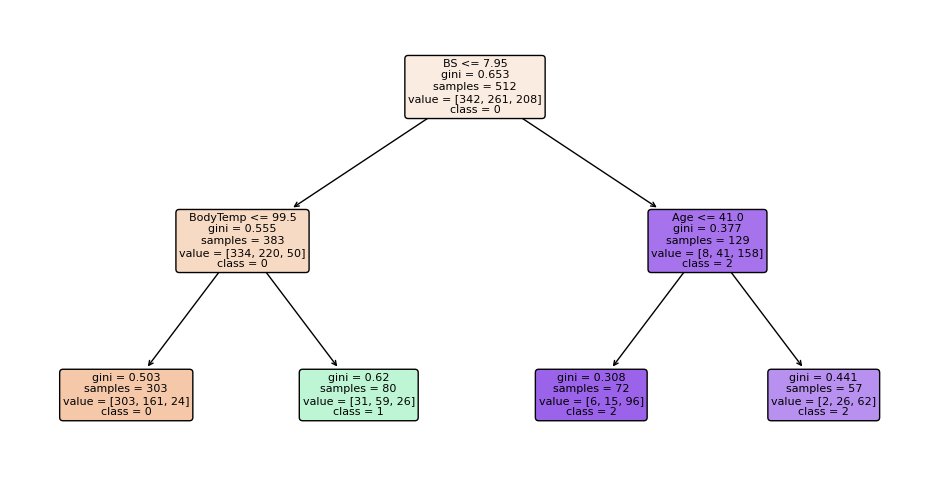 BS <= 7.95
gini = 0.653
samples = 512
value = [342, 261, 208]
class = 0
BodyTemp <= 99.5
gini = 0.555
samples = 383
value = [334, 220, 50]
class = 0
Age <= 41.0
gini = 0.377
samples = 129
value = [8, 41, 158]
class = 2
gini = 0.503
samples = 303
value = [303, 161, 24]
class = 0
gini = 0.62
samples = 80
value = [31, 59, 26]
class = 1
gini = 0.308
samples = 72
value = [6, 15, 96]
class = 2
gini = 0.441
samples = 57
value = [2, 26, 62]
class = 2